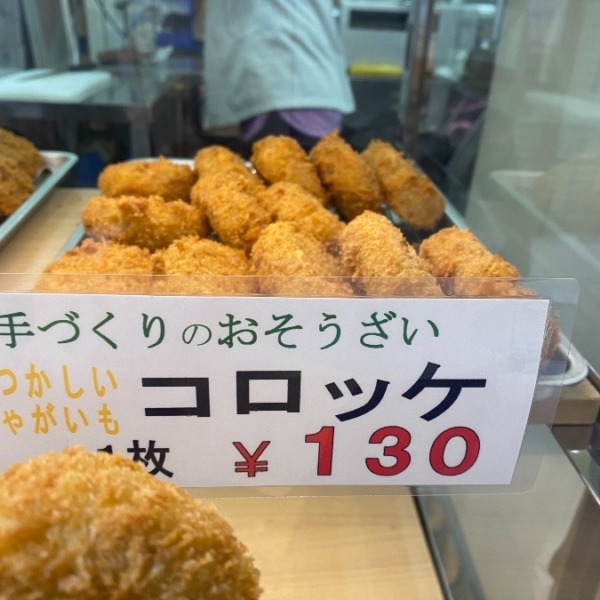 手づくりのおそうざい
つかしい
ゃがいも
コロッケ
1枚 ¥130